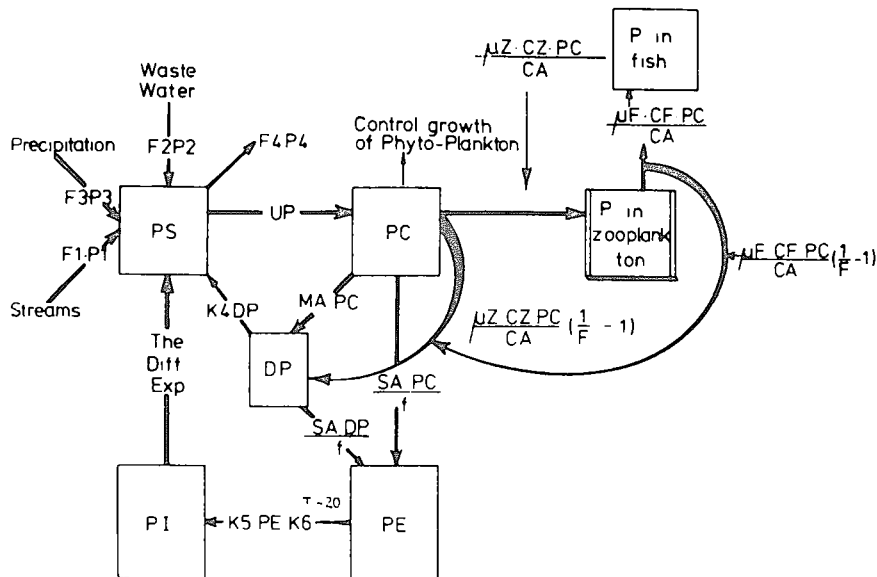 Waste
Water
Precipitation
F2P2
F4P4
F3P3
PS
F1·P1
Streams
UP
Control growth
of Phyto-Plankton
PC
μZ·CZ·PC
CA
P in
fish
μF·CF·PC
CA
P in
zooplank
ton
μF CF PC
CA
(1/F -1)
K4DP
MA PC
DP
μZ CZ PC
CA
(1/F - 1)
SA PC
f
SA DP
f
The
Diff
Exp
PI
K5 PE K6
T-20
PE